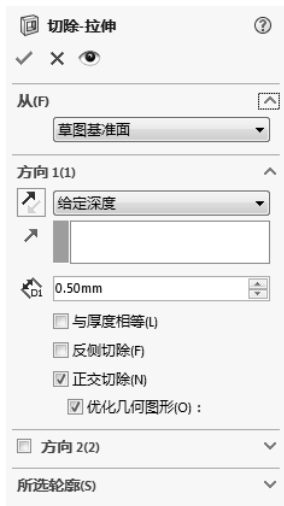 切除-拉伸
从(F)
草图基准面
方向 1(1)
给定深度
D1
0.50mm
与厚度相等(L)
反侧切除(F)
正交切除(N)
优化几何图形(O)：
方向 2(2)
所选轮廓(S)